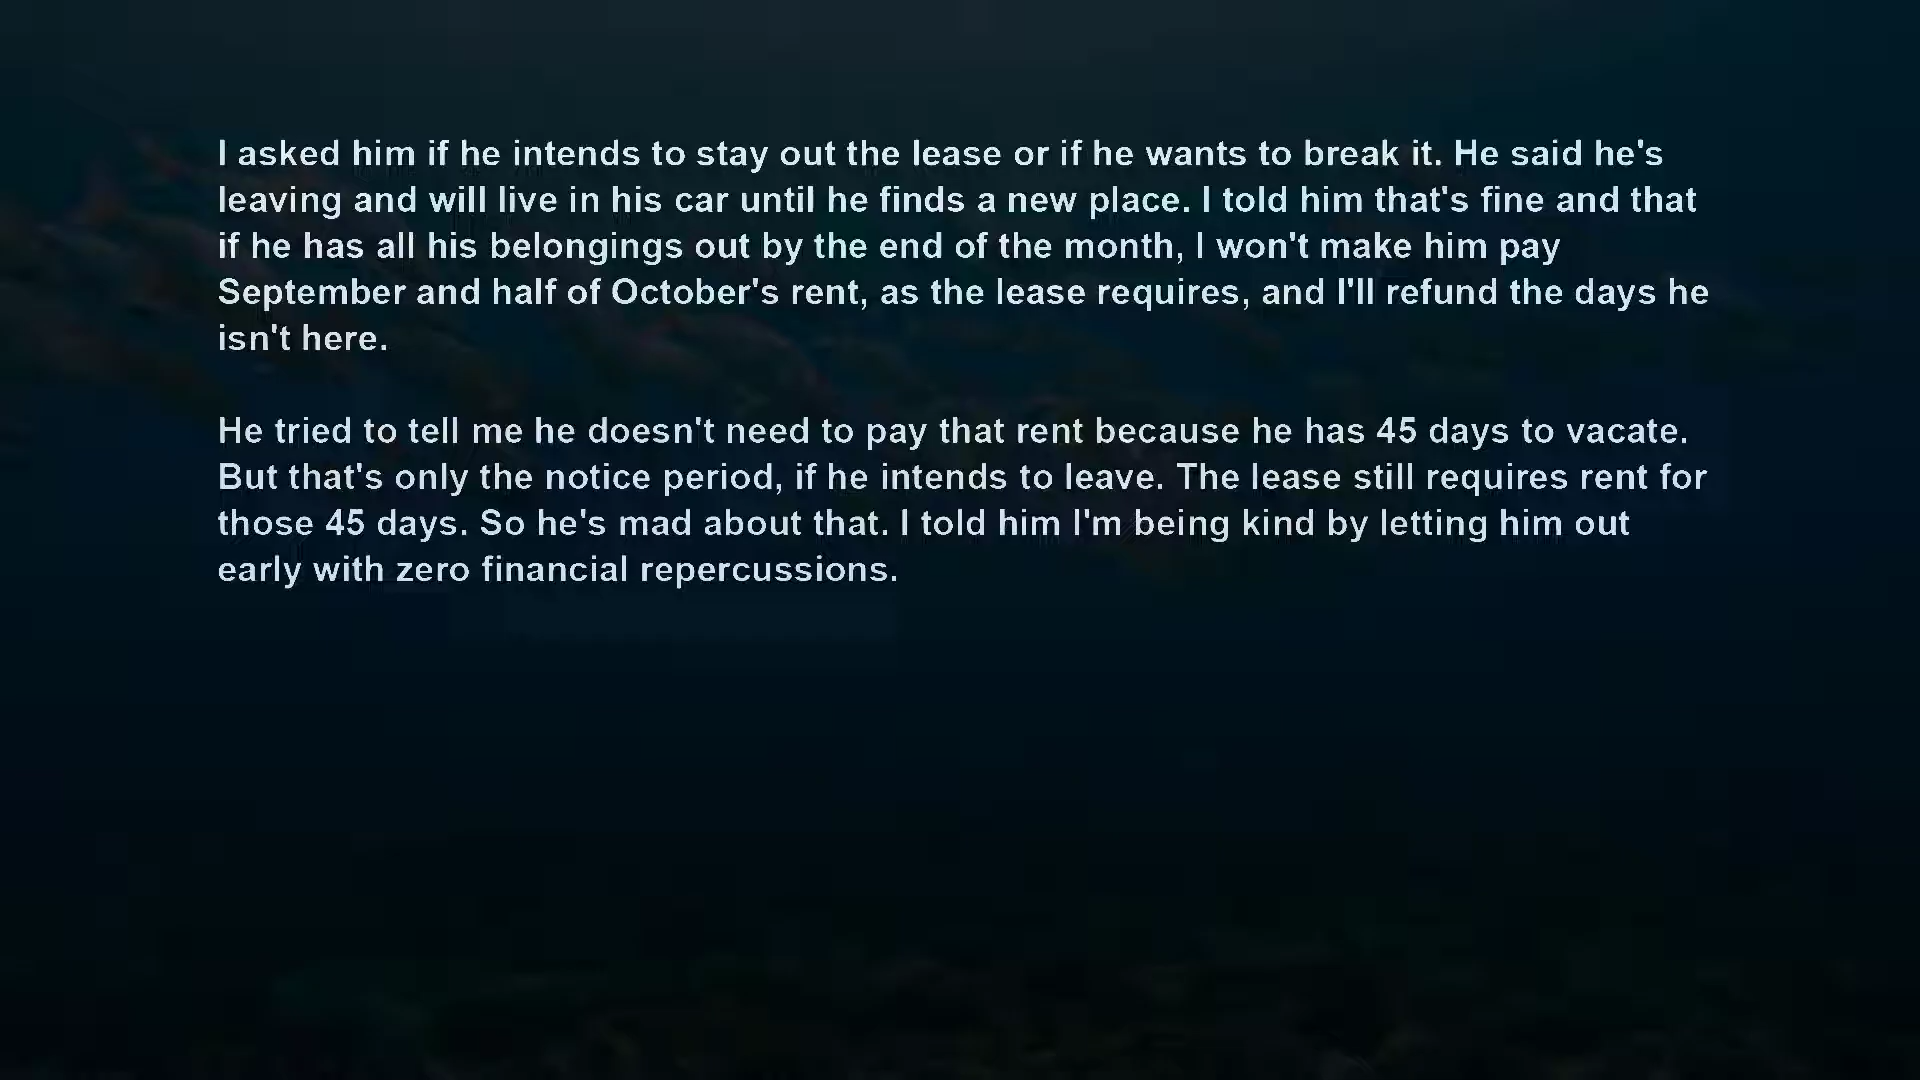 I asked him if he intends to stay out the lease or if he wants to break it. He said he's
leaving and will live in his car until he finds a new place. I told him that's fine and that
if he has all his belongings out by the end of the month, I won't make him pay
September and half of October's rent, as the lease requires, and I'll refund the days he
isn't here.
He tried to tell me he doesn't need to pay that rent because he has 45 days to vacate.
But that's only the notice period, if he intends to leave. The lease still requires rent for
those 45 days. So he's mad about that. I told him I'm being kind by letting him out
early with zero financial repercussions.